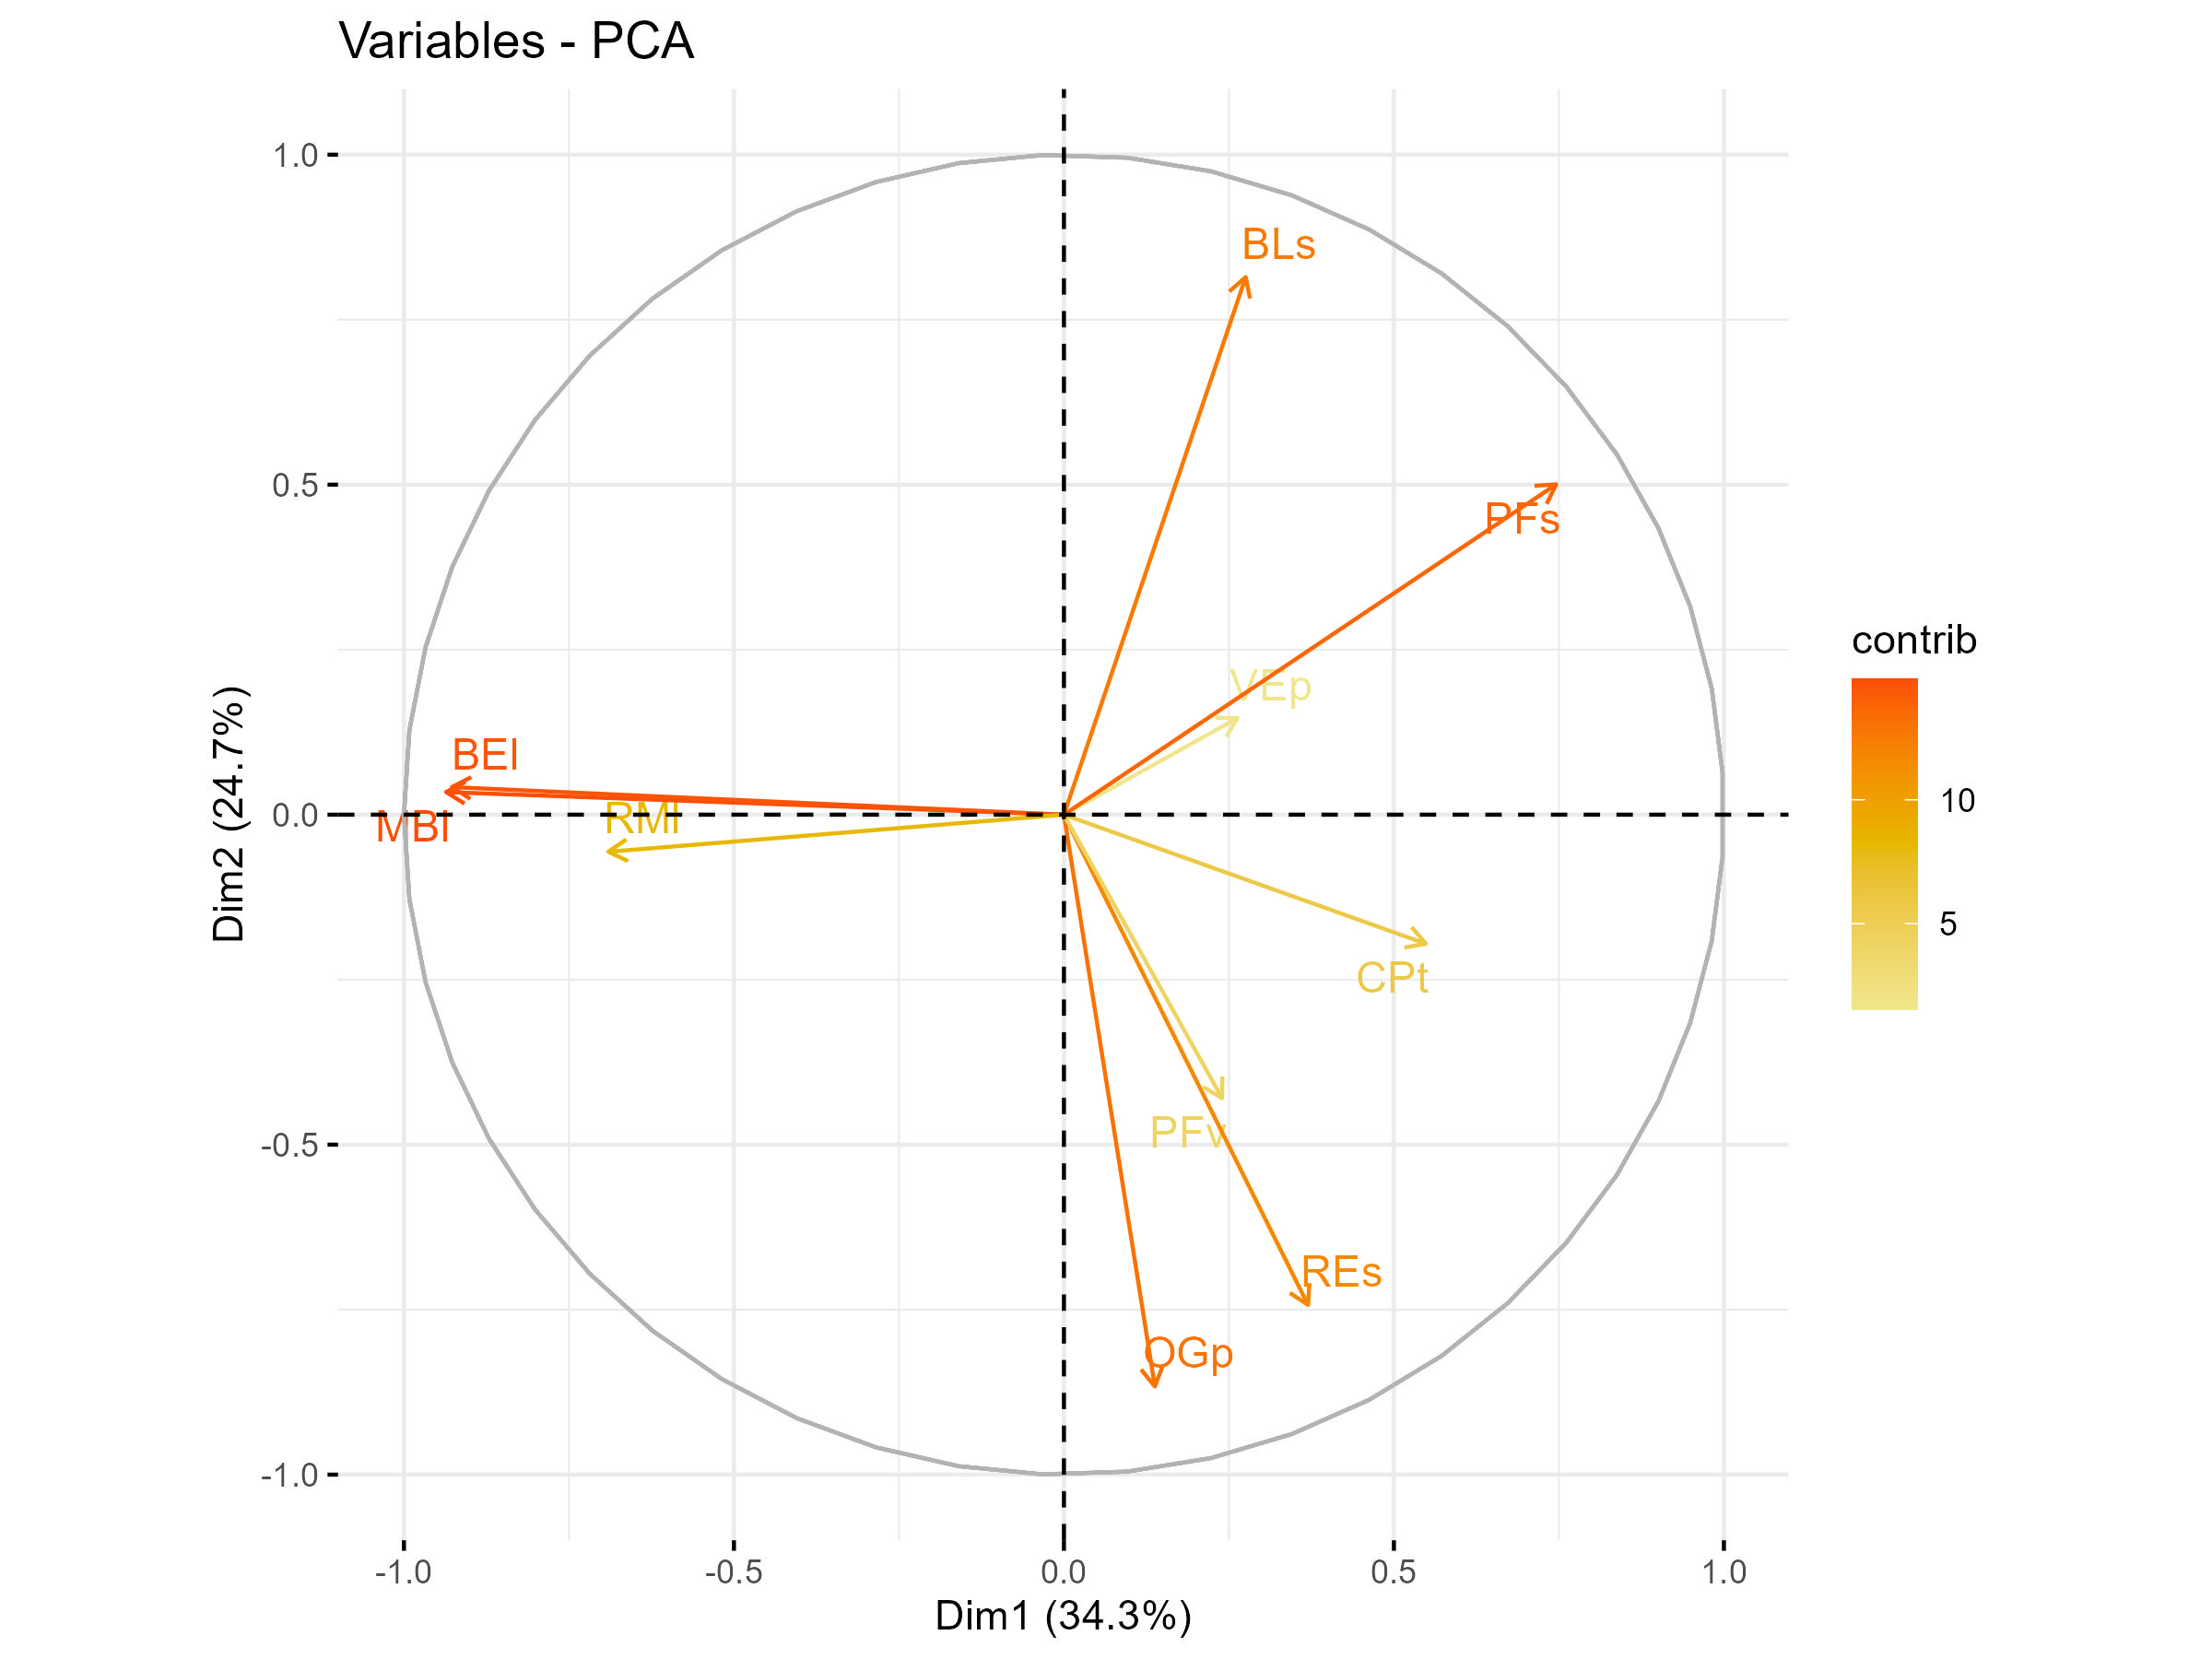 Variables - PCA
1.0
0.5
0.0
-0.5
-1.0
Dim2 (24.7%)
BLs
PFs
VEp
BEI
MBI
RMI
CPt
PFv
REs
OGp
-1.0
-0.5
0.0
0.5
1.0
Dim1 (34.3%)
contrib
10
5